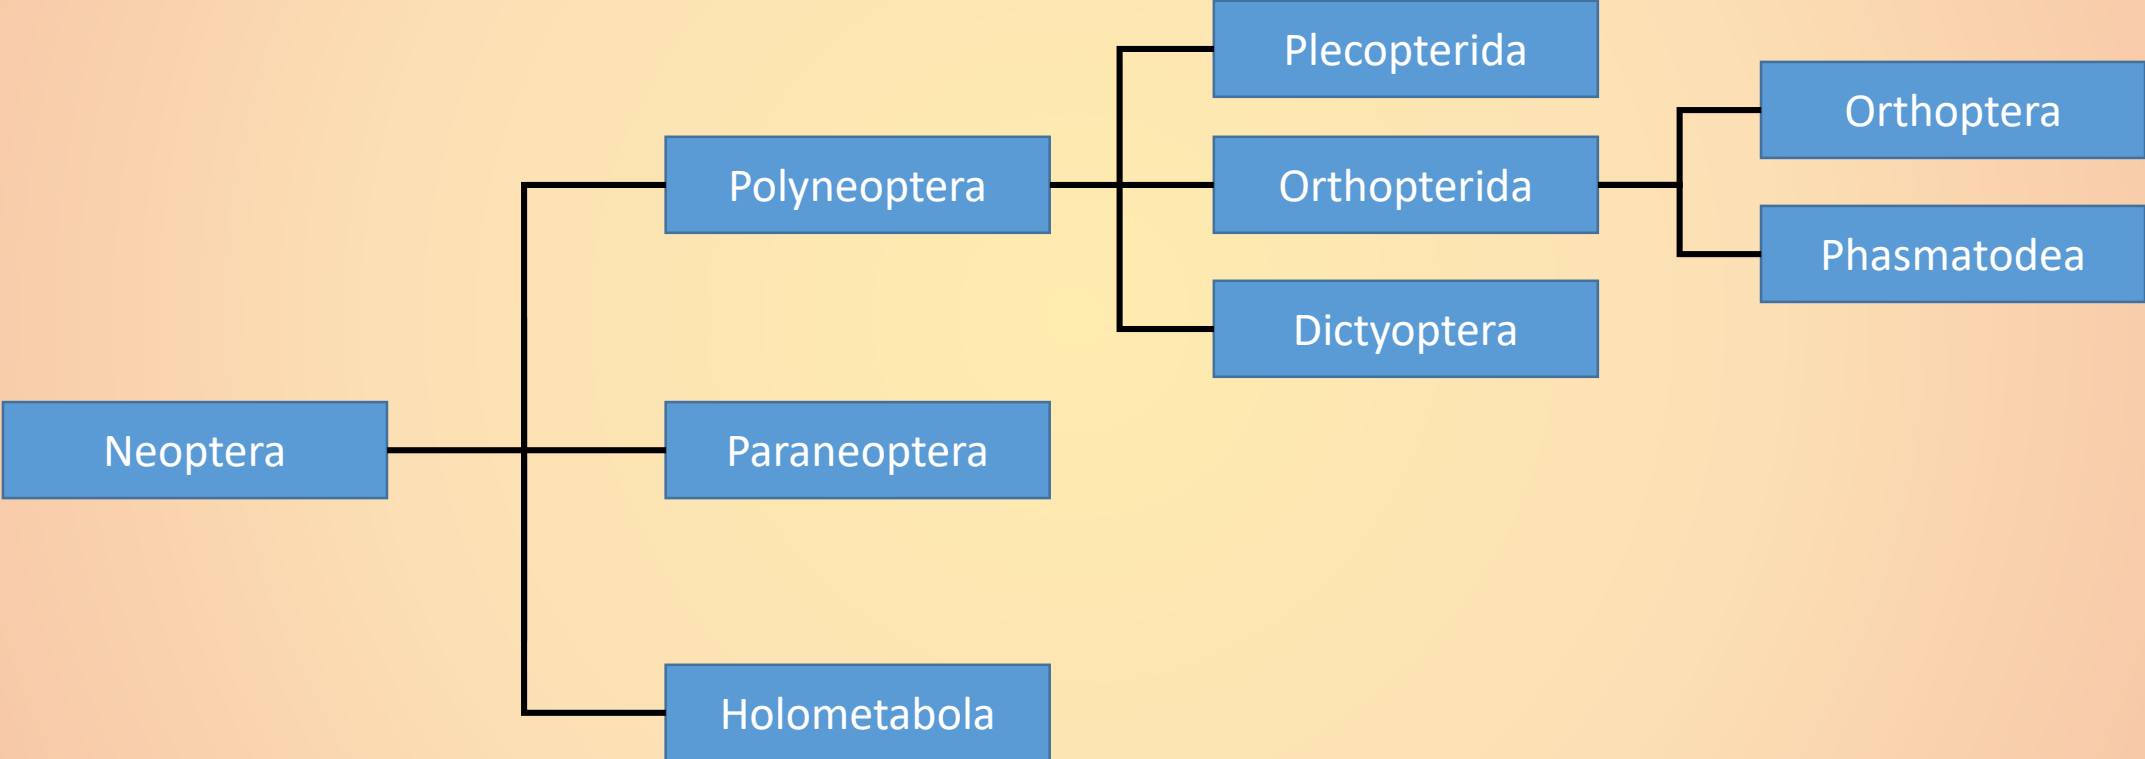 Plecopterida
Orthoptera
Polyneoptera
Orthopterida
Phasmatodea
Dictyoptera
Neoptera
Paraneoptera
Holometabola